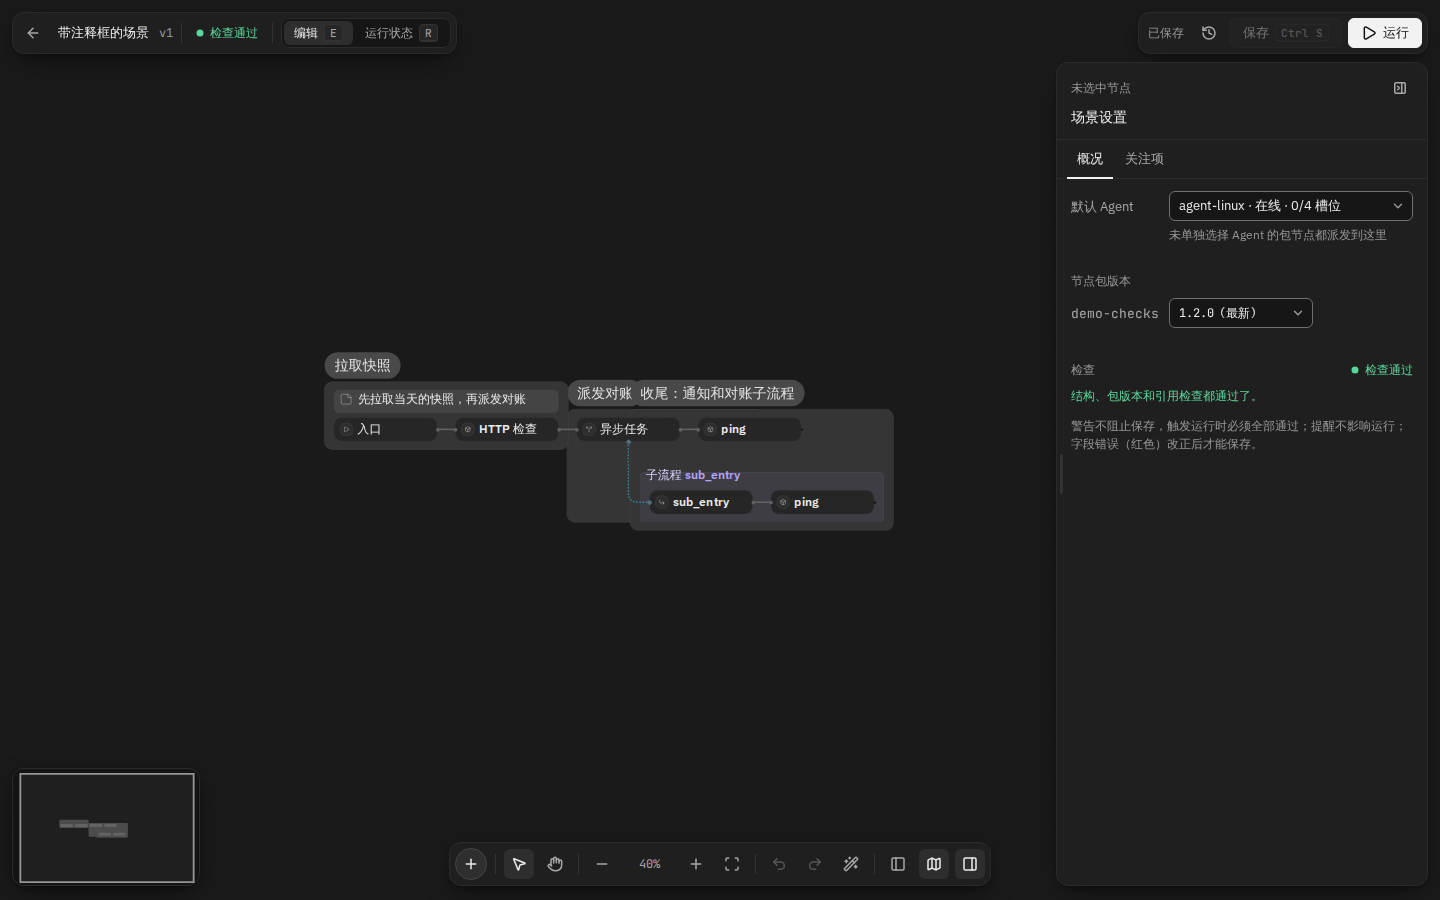 带注释框的场景 v1 检查通过 编辑 E 运行状态 R
已保存 保存 Ctrl S 运行
未选中节点
场景设置
概况 关注项
默认 Agent agent-linux · 在线 · 0/4 槽位
未单独选择 Agent 的包节点都派发到这里
节点包版本
demo-checks 1.2.0 (最新)
检查 检查通过
结构、包版本和引用检查都通过了。
警告不阻止保存，触发运行时必须全部通过；提醒不影响运行；
字段错误（红色）改正后才能保存。
拉取快照
派发对账 收尾：通知和对账子流程
先拉取当天的快照，再派发对账
入口 HTTP 检查 异步任务 ping
子流程 sub_entry
sub_entry ping
40%